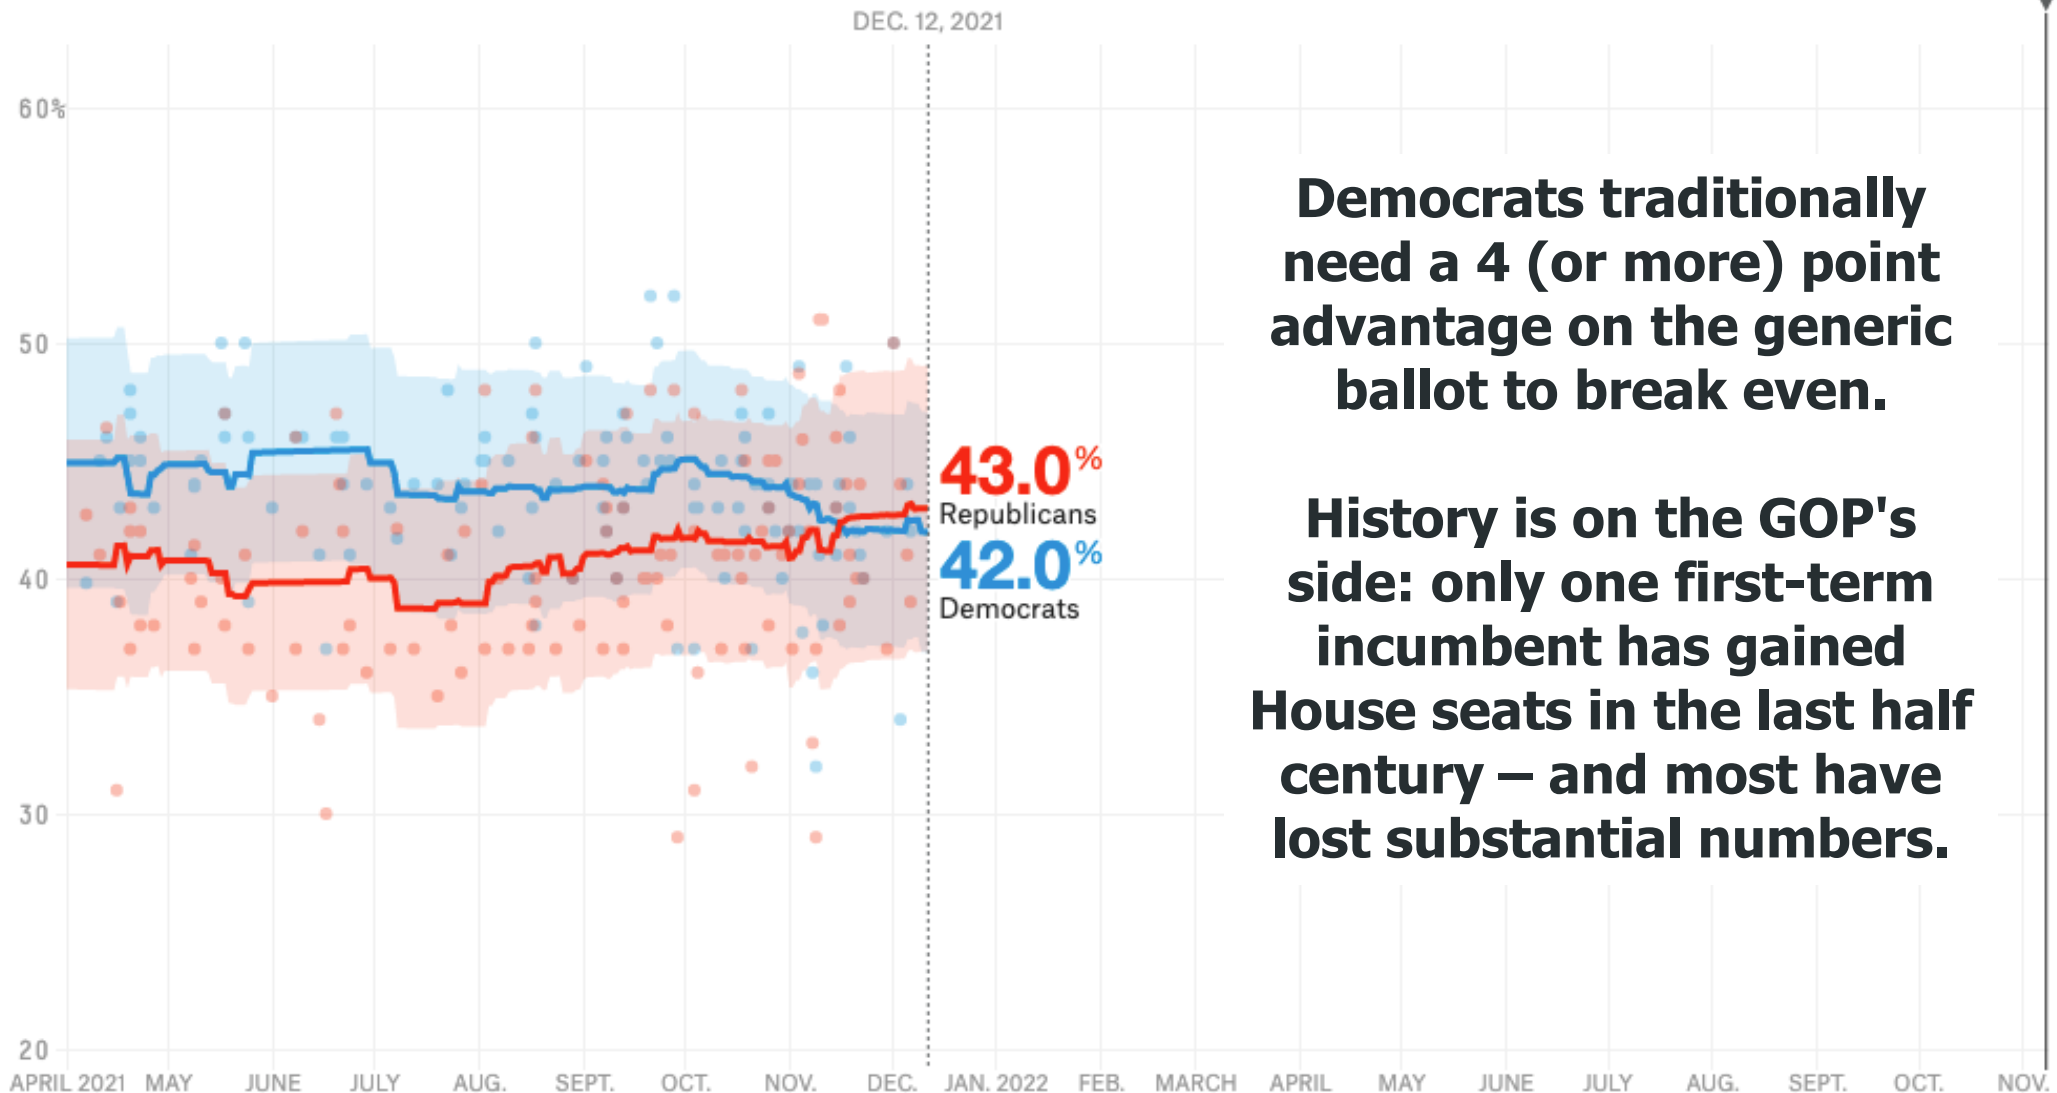 DEC. 12, 2021
60%
50
40
30
20
43.0%
Republicans
42.0%
Democrats
Democrats traditionally
need a 4 (or more) point
advantage on the generic
ballot to break even.
History is on the GOP's
side: only one first-term
incumbent has gained
House seats in the last half
century – and most have
lost substantial numbers.
APRIL 2021 MAY JUNE JULY AUG. SEPT. OCT. NOV. DEC. JAN. 2022 FEB. MARCH APRIL MAY JUNE JULY AUG. SEPT. OCT. NOV.